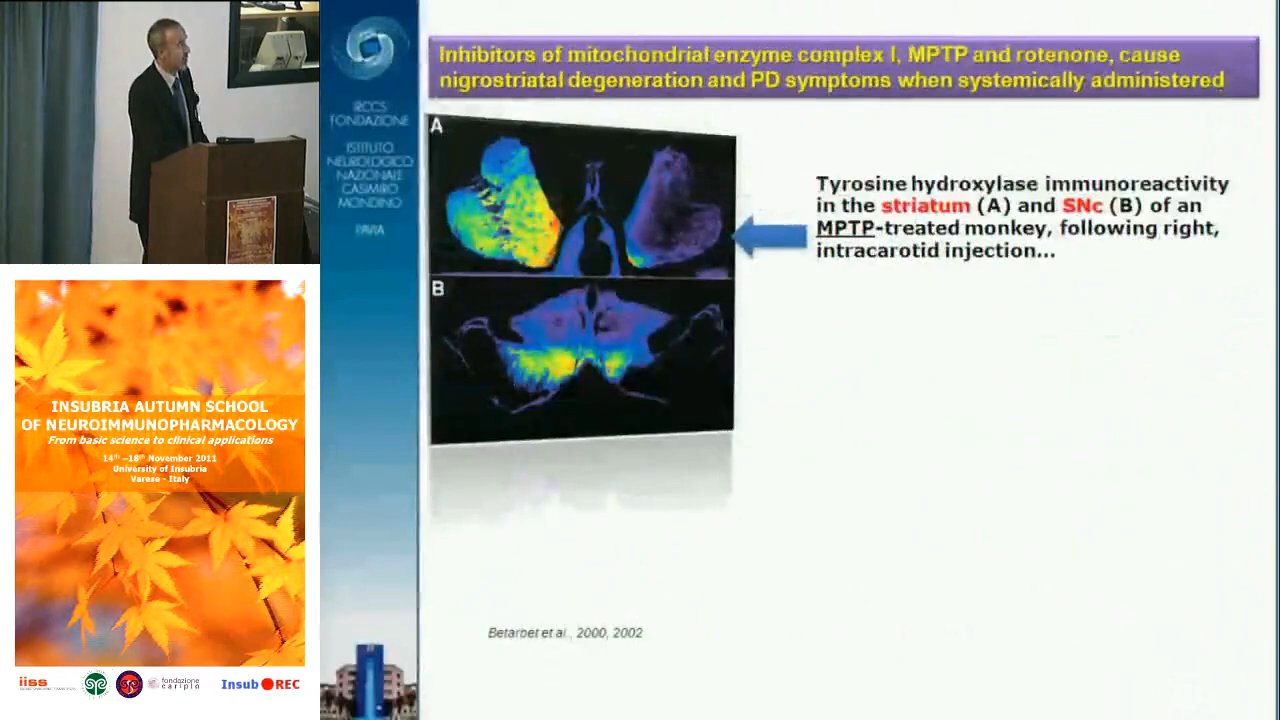 IRCCS
FONDAZIONE
ISTITUTO
NEUROLOGICO
NAZIONALE
CASIMIRO
MONDINO
PAVIA
Inhibitors of mitochondrial enzyme complex I, MPTP and rotenone, cause
nigrostriatal degeneration and PD symptoms when systemically administered
A
B
Tyrosine hydroxylase immunoreactivity
in the striatum (A) and SNc (B) of an
MPTP-treated monkey, following right,
intracarotid injection...
Betarbet et al., 2000, 2002
INSUBRIA AUTUMN SCHOOL
OF NEUROIMMUNOPHARMACOLOGY
From basic science to clinical applications
14th –18th November 2011
University of Insubria
Varese - Italy
iiss
fondazione
cariplo
Insub REC